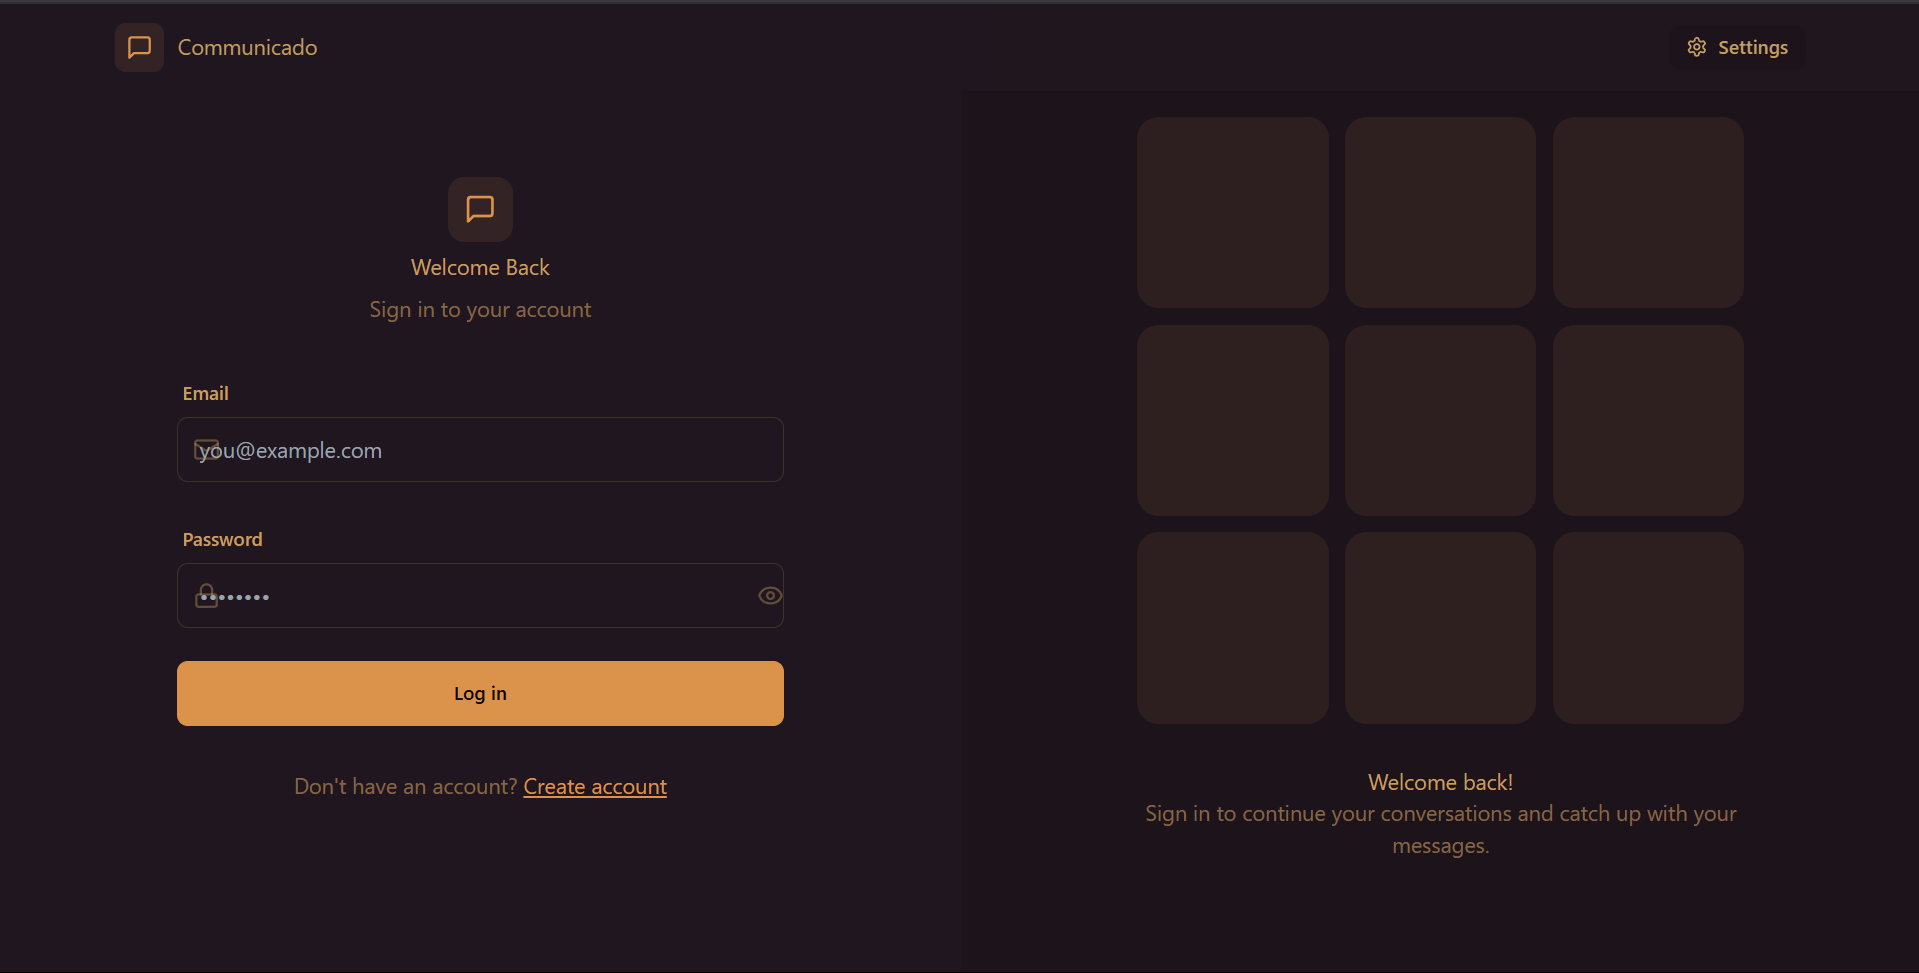 Communicado
Settings
Welcome Back
Sign in to your account
Email
you@example.com
Password
••••••••
Log in
Don't have an account? Create account
Welcome back!
Sign in to continue your conversations and catch up with your
messages.